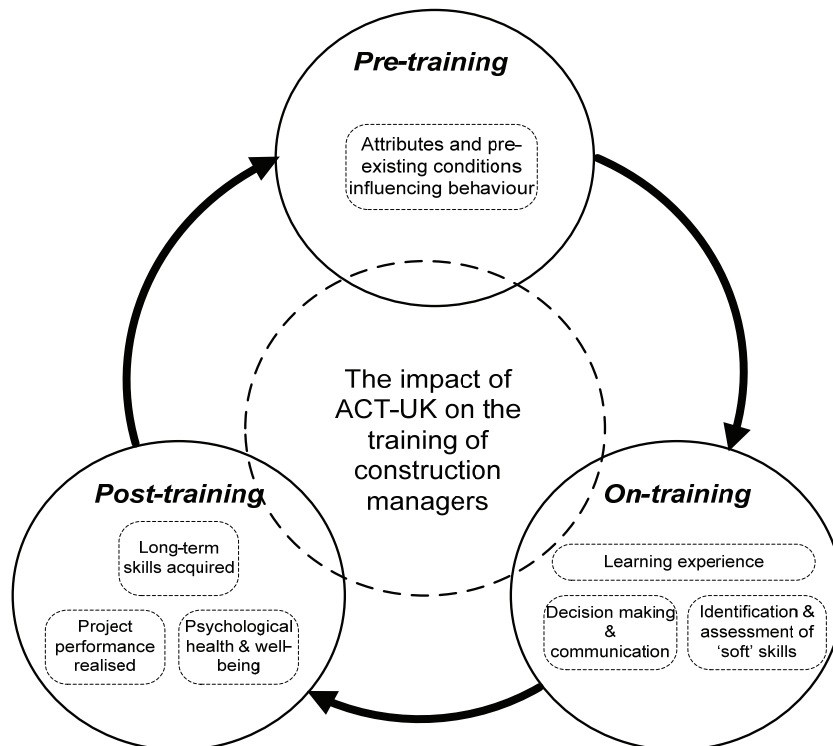 Pre-training
Attributes and pre-
existing conditions
influencing behaviour
The impact of
ACT-UK on the
training of
construction
managers
Post-training
Long-term
skills acquired
Project
performance
realised
Psychological
health & well-
being
On-training
Learning experience
Decision making
&
communication
Identification &
assessment of
‘soft’ skills